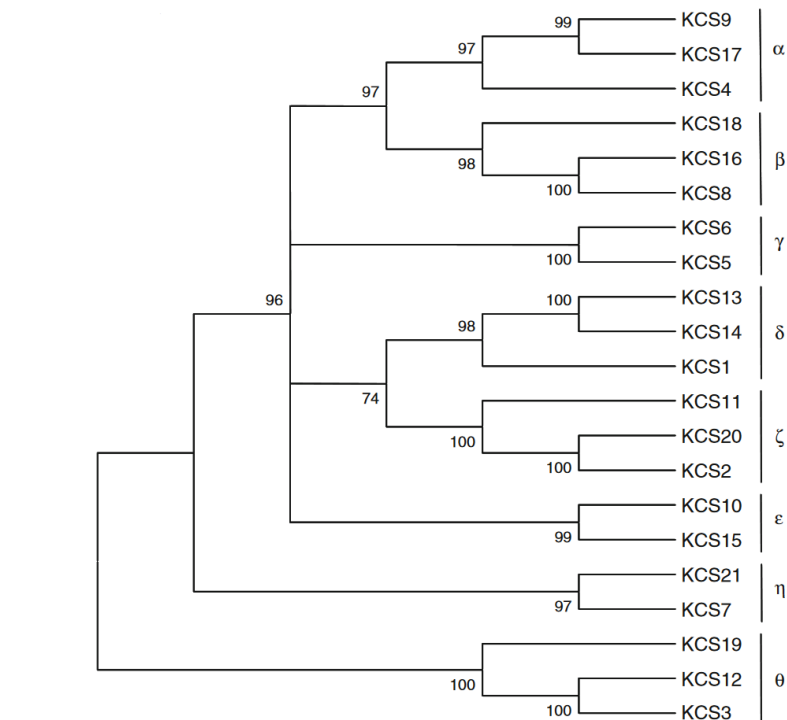 99
KCS9
KCS17
97
KCS4
α
97
KCS18
98
KCS16
100
KCS8
β
KCS6
100
KCS5
γ
96
100
KCS13
98
KCS14
KCS1
δ
74
KCS11
100
KCS20
100
KCS2
ζ
KCS10
99
KCS15
ε
KCS21
97
KCS7
η
KCS19
100
KCS12
100
KCS3
θ